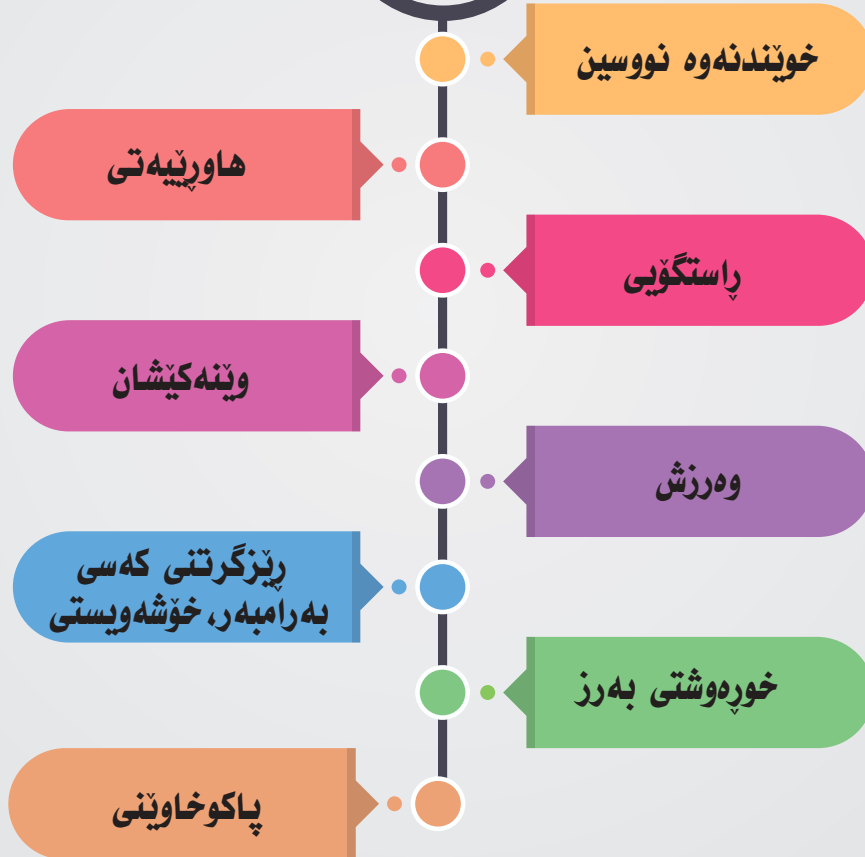 خوێندنەوە نووسین
هاوڕێیەتی
ڕاستگۆیی
وێنەکێشان
وەرزش
ڕێزگرتنی کەسی
بەرامبەر، خۆشەویستی
خوڕەوشتی بەرز
پاکوخاوێنی